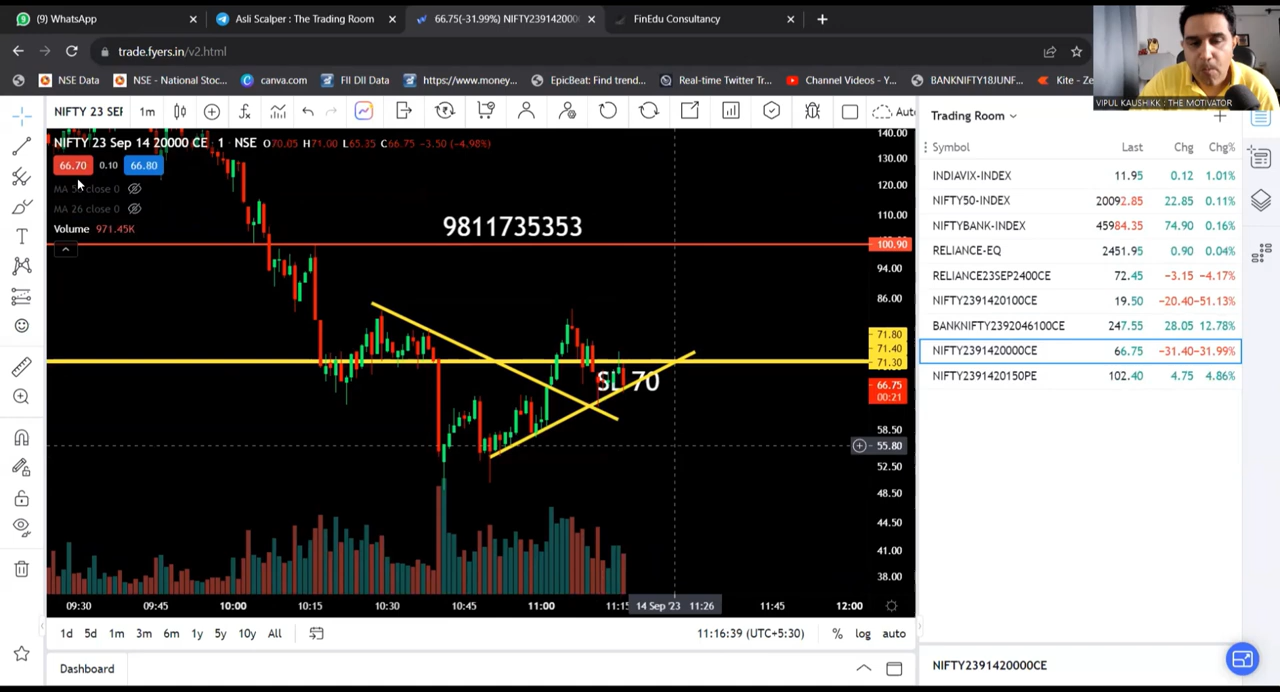 WhatsApp
Asli Scalper : The Trading Room
66.75(-31.99%) NIFTY2391420000
FinEdu Consultancy
trade.fyers.in/v2.html
NSE Data
NSE - National Stoc...
canva.com
FII DII Data
https://www.money...
EpicBeat: Find trend...
Real-time Twitter Tr...
Channel Videos - Y...
BANKNIFTY18JUNF...
Kite - Ze
VIPUL KAUSHIKK : THE MOTIVATOR
NIFTY 23 SEF
1m
Auto
NIFTY 23 Sep 14 20000 CE · 1 · NSE O70.05 H71.00 L65.35 C66.75 -3.50 (-4.98%)
66.70 0.10 66.80
MA 26 close 0
Volume 971.45K
9811735353
SL 70
140.00
130.00
120.00
110.00
100.90
94.00
86.00
71.80
71.40
71.30
66.75
00:21
58.50
55.80
52.50
48.50
44.50
41.00
38.00
09:30 09:45 10:00 10:15 10:30 10:45 11:00 11:15 14 Sep '23 11:26 11:45 12:00
1d 5d 1m 3m 6m 1y 5y 10y All
11:16:39 (UTC+5:30) % log auto
Dashboard
Trading Room
Symbol Last Chg Chg%
INDIAVIX-INDEX 11.95 0.12 1.01%
NIFTY50-INDEX 20092.85 22.85 0.11%
NIFTYBANK-INDEX 45984.35 74.90 0.16%
RELIANCE-EQ 2451.95 0.90 0.04%
RELIANCE23SEP2400CE 72.45 -3.15 -4.17%
NIFTY2391420100CE 19.50 -20.40 -51.13%
BANKNIFTY2392046100CE 247.55 28.05 12.78%
NIFTY2391420000CE 66.75 -31.40 -31.99%
NIFTY2391420150PE 102.40 4.75 4.86%
NIFTY2391420000CE